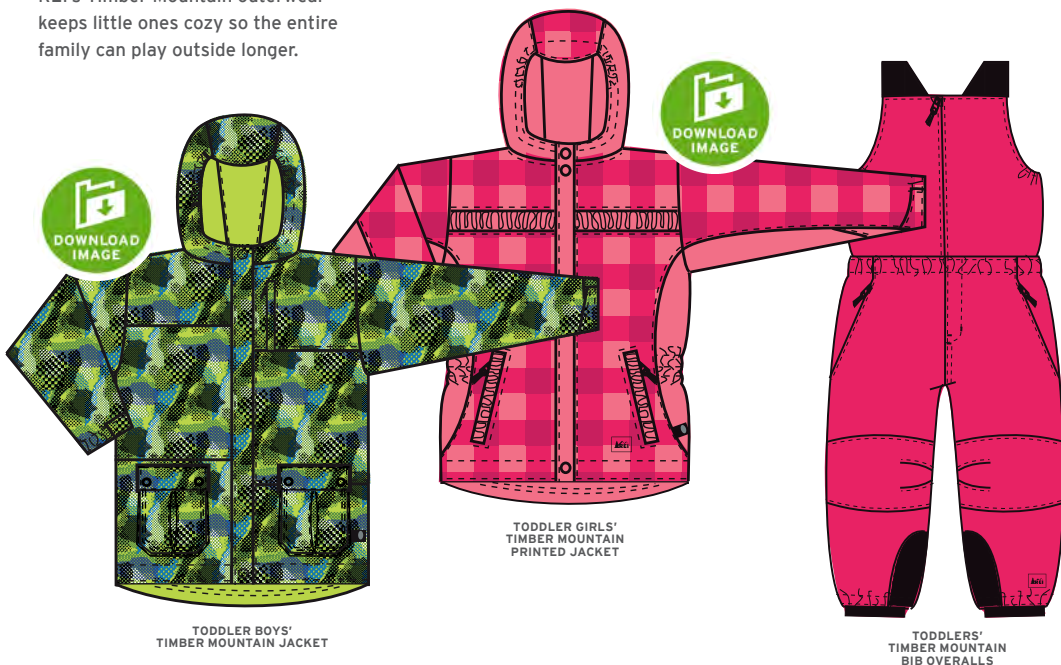 keeps little ones cozy so the entire
family can play outside longer.
DOWNLOAD
IMAGE
DOWNLOAD
IMAGE
TODDLER GIRLS'
TIMBER MOUNTAIN
PRINTED JACKET
TODDLER BOYS'
TIMBER MOUNTAIN JACKET
TODDLERS'
TIMBER MOUNTAIN
BIB OVERALLS